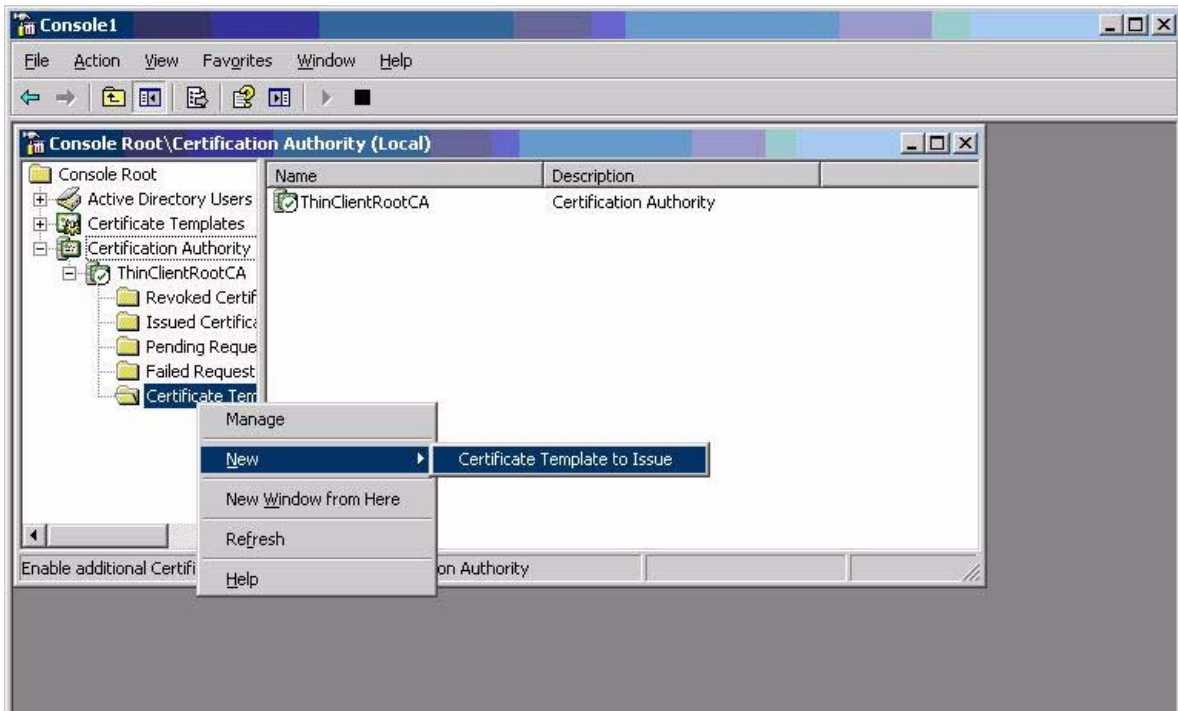 Console1
File Action View Favorites Window Help
Console Root\Certification Authority (Local)
Console Root
Active Directory Users
Certificate Templates
Certification Authority
ThinClientRootCA
Revoked Certif
Issued Certifica
Pending Reque
Failed Request
Certificate Tem
Name Description
ThinClientRootCA Certification Authority
Manage
New Certificate Template to Issue
New Window from Here
Refresh
Help
Enable additional Certifi on Authority